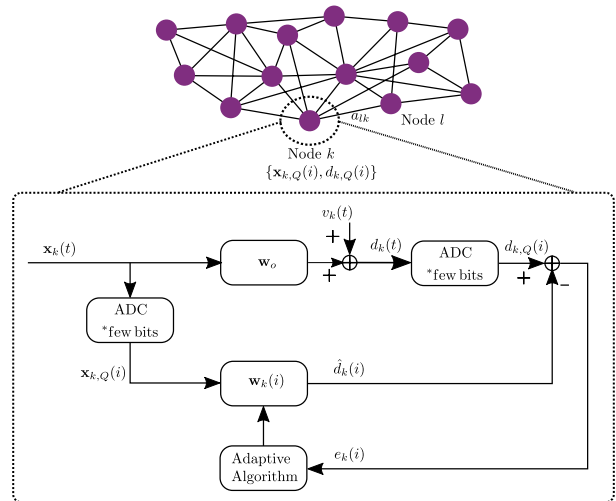 a_{lk}
Node l
Node k
{x_{k,Q}(i), d_{k,Q}(i)}
v_k(t)
x_k(t)
+
d_k(t)
d_{k,Q}(i)
w_o
ADC
*few bits
+
+
-
ADC
*few bits
x_{k,Q}(i)
w_k(i)
d̂_k(i)
Adaptive
Algorithm
e_k(i)